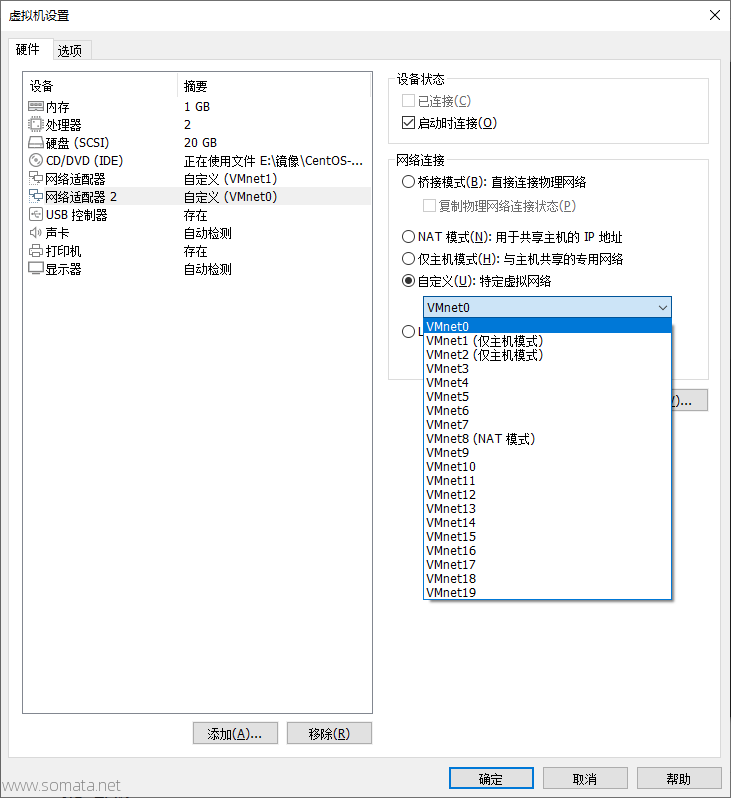 虚拟机设置
硬件 选项
设备 摘要
内存 1 GB
处理器 2
硬盘 (SCSI) 20 GB
CD/DVD (IDE) 正在使用文件 E:\镜像\CentOS-...
网络适配器 自定义 (VMnet1)
网络适配器 2 自定义 (VMnet0)
USB 控制器 存在
声卡 自动检测
打印机 存在
显示器 自动检测
添加(A)... 移除(R)
设备状态
已连接(C)
启动时连接(O)
网络连接
桥接模式(B): 直接连接物理网络
复制物理网络连接状态(P)
NAT 模式(N): 用于共享主机的 IP 地址
仅主机模式(H): 与主机共享的专用网络
自定义(U): 特定虚拟网络
VMnet0
VMnet0
VMnet1 (仅主机模式)
VMnet2 (仅主机模式)
VMnet3
VMnet4
VMnet5
VMnet6
VMnet7
VMnet8 (NAT 模式)
VMnet9
VMnet10
VMnet11
VMnet12
VMnet13
VMnet14
VMnet15
VMnet16
VMnet17
VMnet18
VMnet19
确定 取消 帮助
www.somata.net